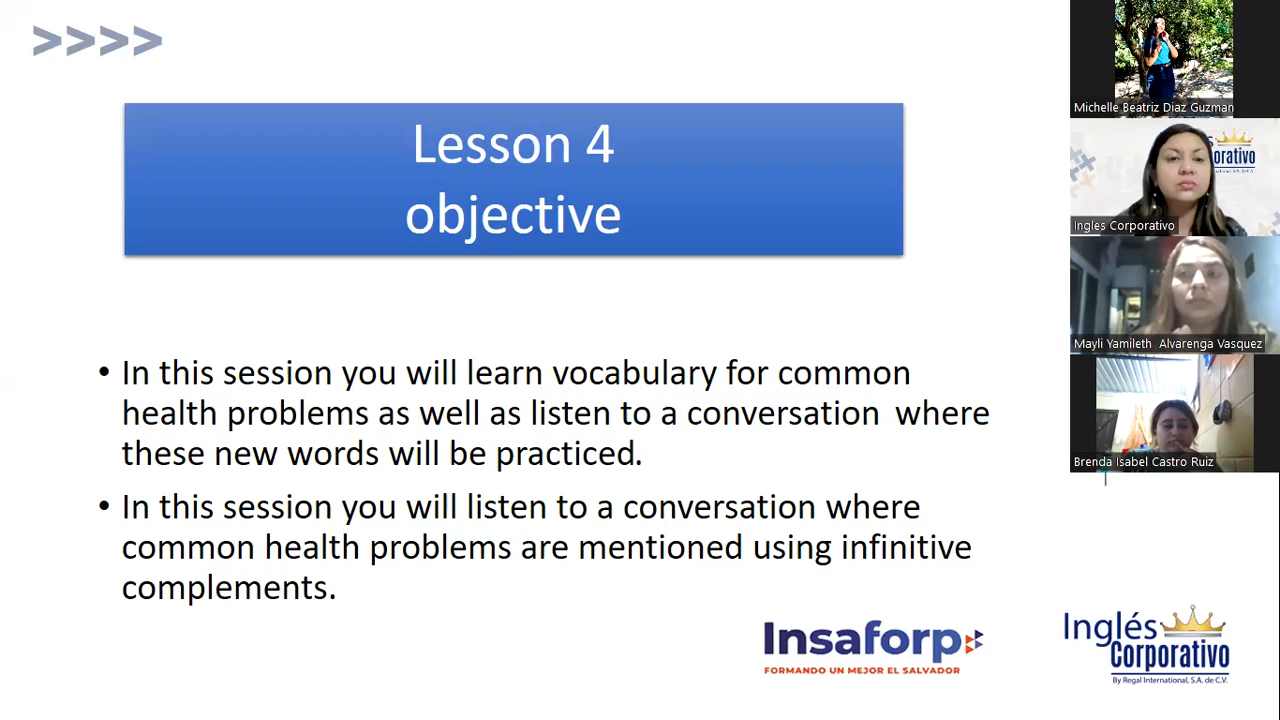 >>>>
Lesson 4
objective
• In this session you will learn vocabulary for common
health problems as well as listen to a conversation where
these new words will be practiced.
• In this session you will listen to a conversation where
common health problems are mentioned using infinitive
complements.
Insaforp
FORMANDO UN MEJOR EL SALVADOR
Inglés
Corporativo
By Regal International, S.A. de C.V.
Michelle Beatriz Diaz Guzman
Ingles Corporativo
Mayli Yamileth Alvarenga Vasquez
Brenda Isabel Castro Ruiz